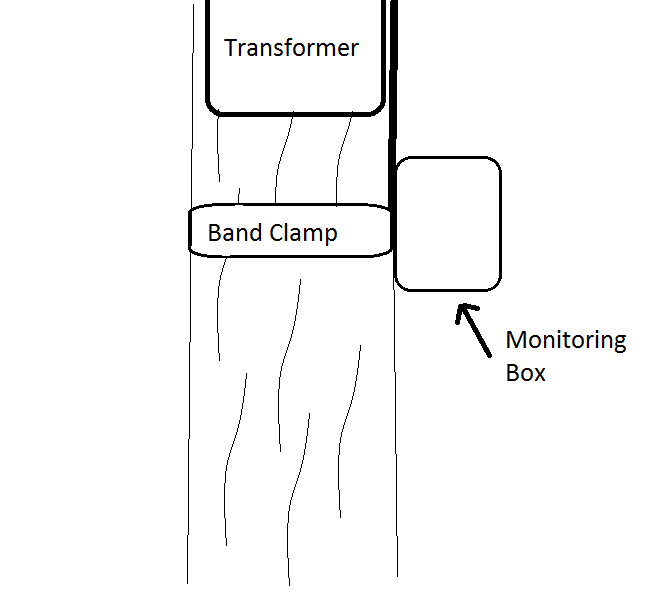 Transformer
Band Clamp
Monitoring
Box